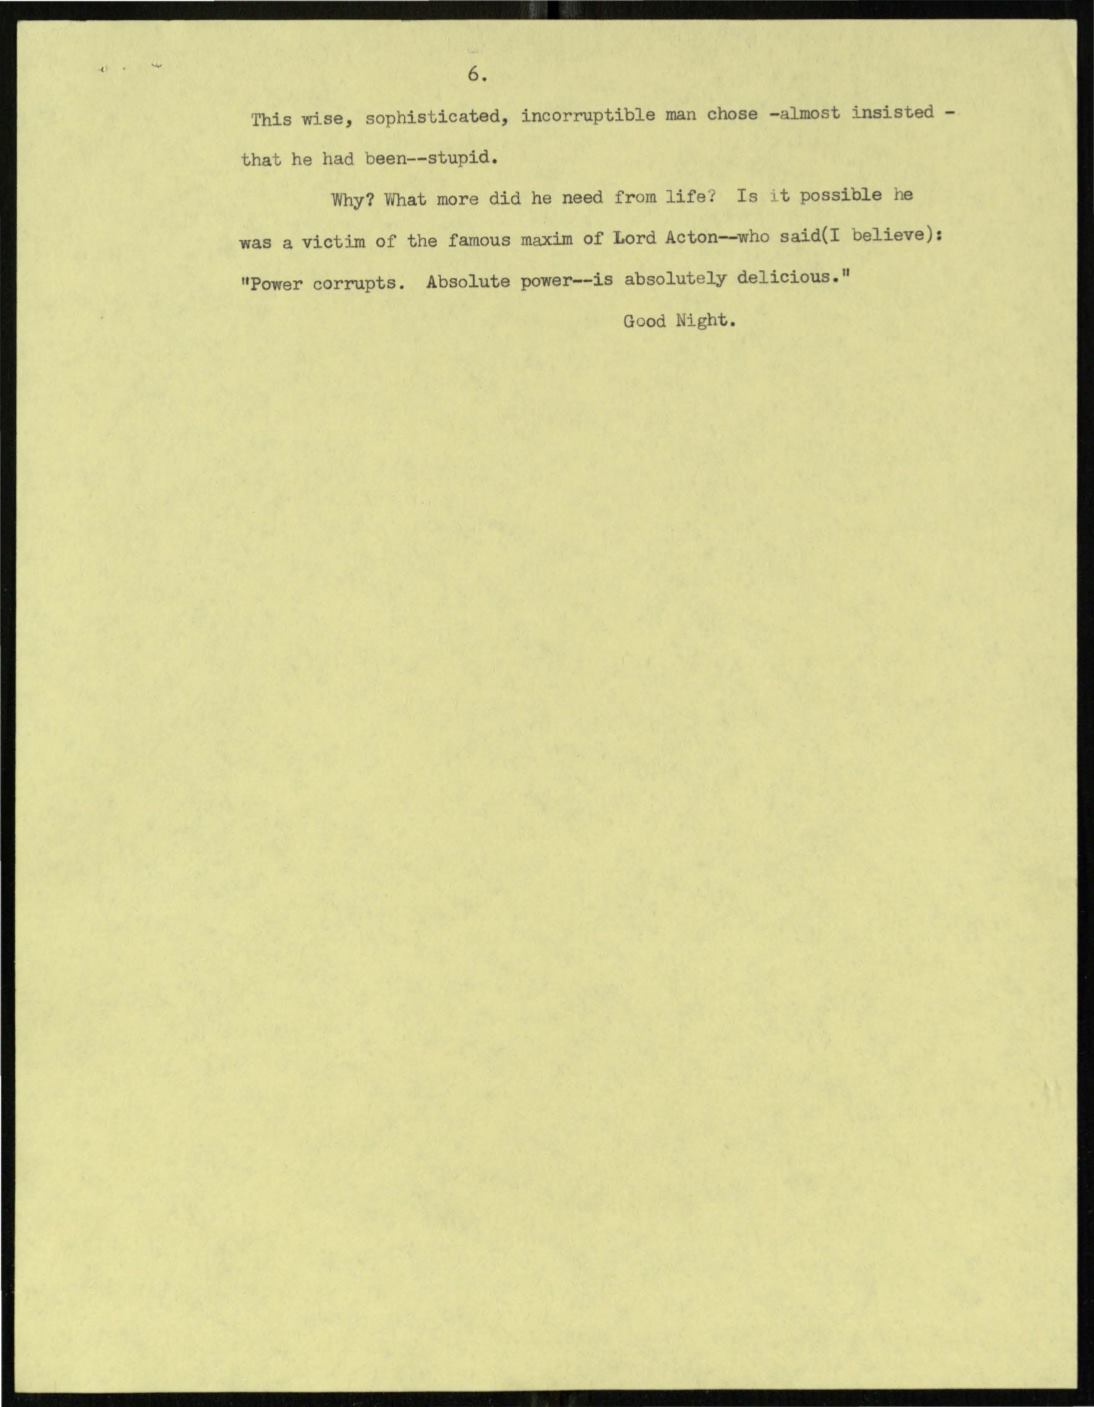 6.
This wise, sophisticated, incorruptible man chose -almost insisted -
that he had been--stupid.
Why? What more did he need from life? Is it possible he
was a victim of the famous maxim of Lord Acton--who said(I believe):
"Power corrupts. Absolute power--is absolutely delicious."
Good Night.